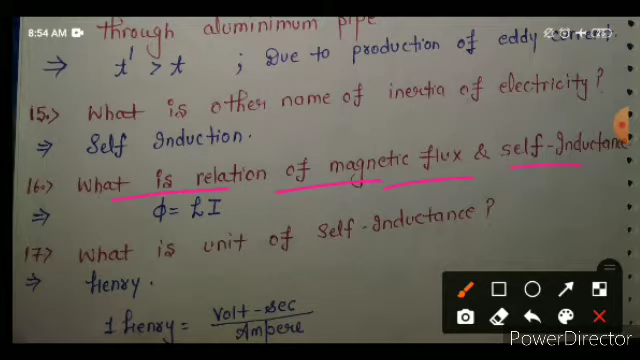 8:54 AM
through aluminimum pipe
⇒ t' > t ; Due to production of eddy current
15.) What is other name of inertia of electricity?
⇒ Self Induction.
16.) What is relation of magnetic flux & self-Inductance
⇒ ϕ = LI
17.) What is unit of Self-Inductance?
⇒ henry.
1 henry = Volt-sec / Ampere
PowerDirector